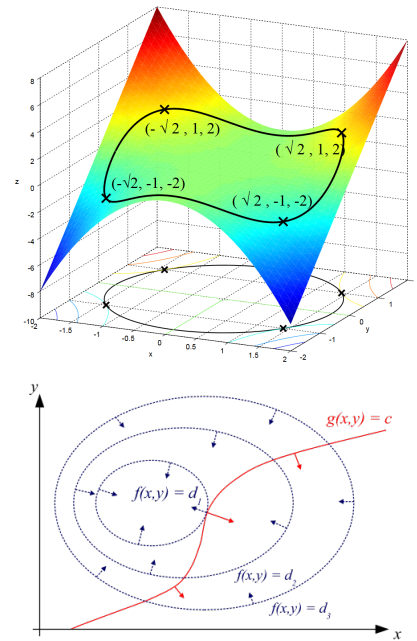 8
6
4
2
0
-2
-4
-6
-8
-10
z
(-√2, 1, 2)
(√2, 1, 2)
(-√2, -1, -2)
(√2, -1, -2)
-2
-1.5
-1
-0.5
0
0.5
1
1.5
2
x
-2
-1
0
1
y
y
g(x,y) = c
f(x,y) = d₁
f(x,y) = d₂
f(x,y) = d₃
x